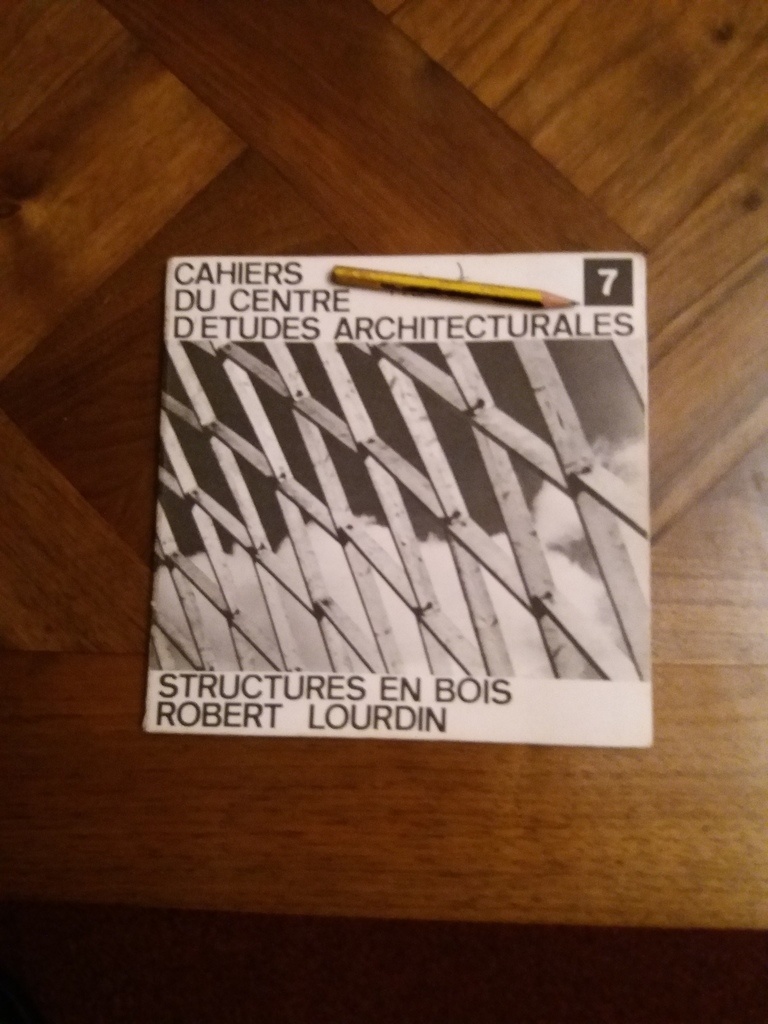 CAHIERS
DU CENTRE
D'ETUDES ARCHITECTURALES
7
STRUCTURES EN BOIS
ROBERT LOURDIN